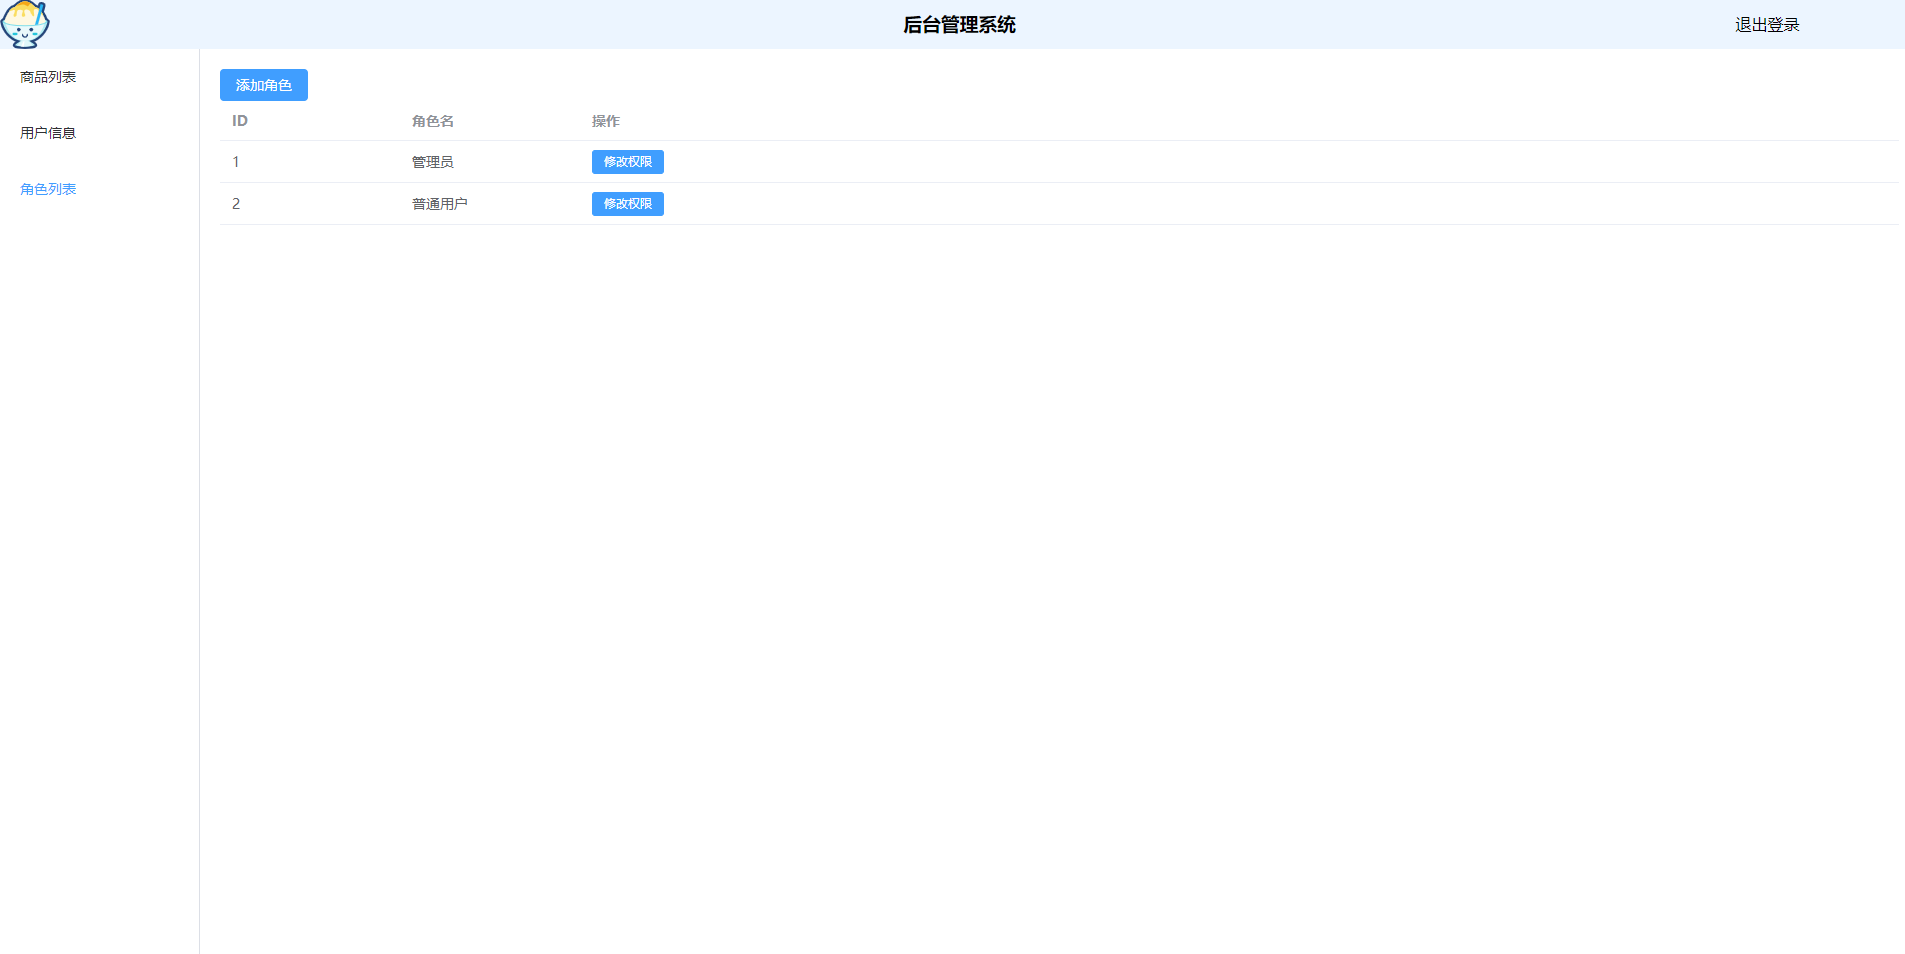 后台管理系统 退出登录
商品列表
用户信息
角色列表
添加角色
ID 角色名 操作
1 管理员 修改权限
2 普通用户 修改权限